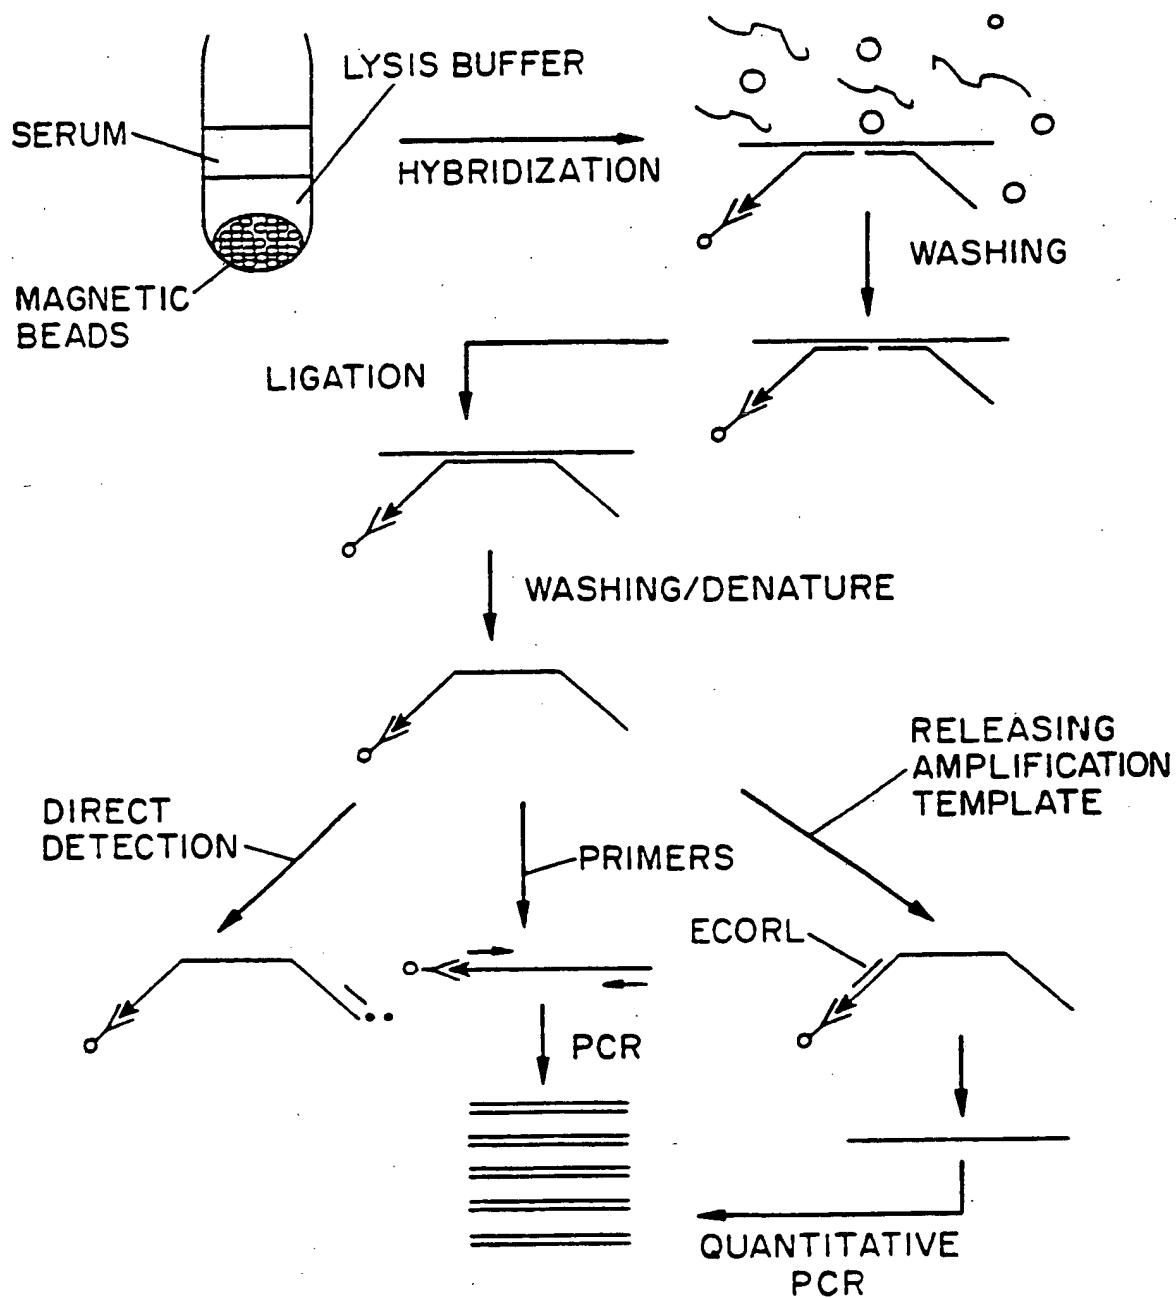 LYSIS BUFFER
SERUM
HYBRIDIZATION
MAGNETIC
BEADS
WASHING
LIGATION
WASHING/DENATURE
RELEASING
AMPLIFICATION
TEMPLATE
DIRECT
DETECTION
PRIMERS
ECORL
PCR
QUANTITATIVE
PCR